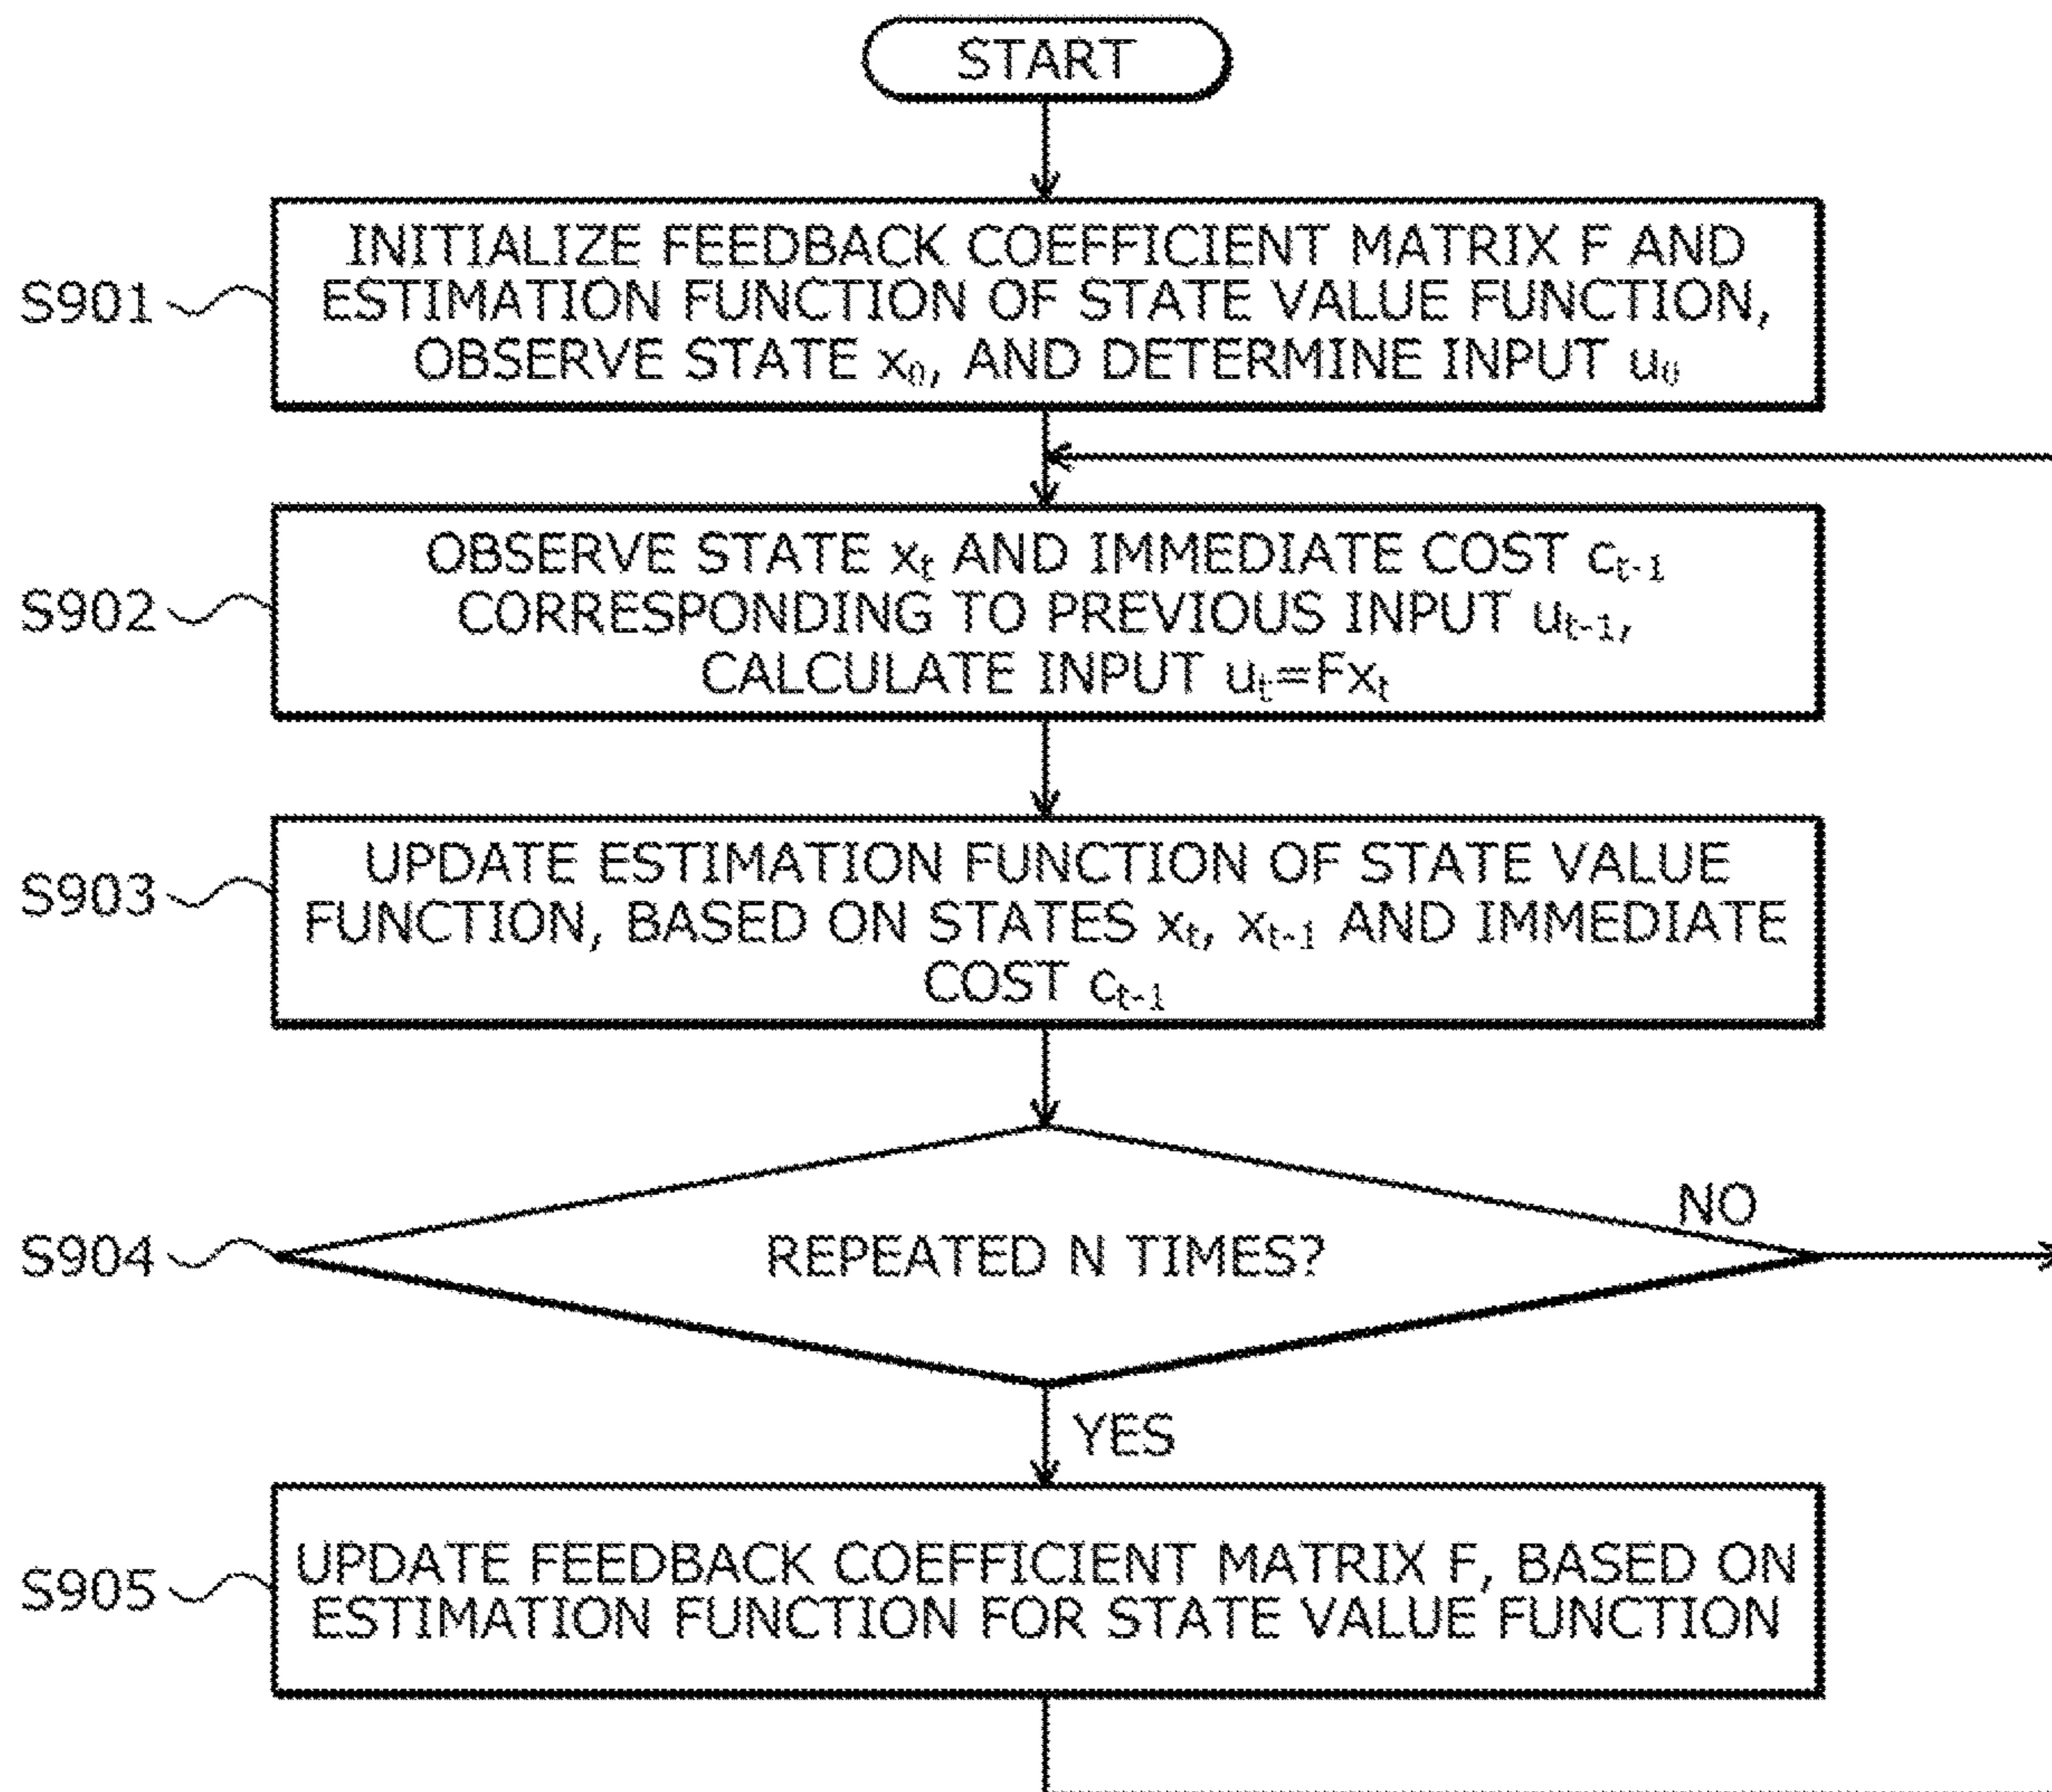 START
S901
INITIALIZE FEEDBACK COEFFICIENT MATRIX F AND
ESTIMATION FUNCTION OF STATE VALUE FUNCTION,
OBSERVE STATE x₀, AND DETERMINE INPUT u₀
S902
OBSERVE STATE xₜ AND IMMEDIATE COST cₜ₋₁
CORRESPONDING TO PREVIOUS INPUT uₜ₋₁,
CALCULATE INPUT uₜ=Fxₜ
S903
UPDATE ESTIMATION FUNCTION OF STATE VALUE
FUNCTION, BASED ON STATES xₜ, xₜ₋₁ AND IMMEDIATE
COST cₜ₋₁
S904
REPEATED N TIMES?
NO
YES
S905
UPDATE FEEDBACK COEFFICIENT MATRIX F, BASED ON
ESTIMATION FUNCTION FOR STATE VALUE FUNCTION